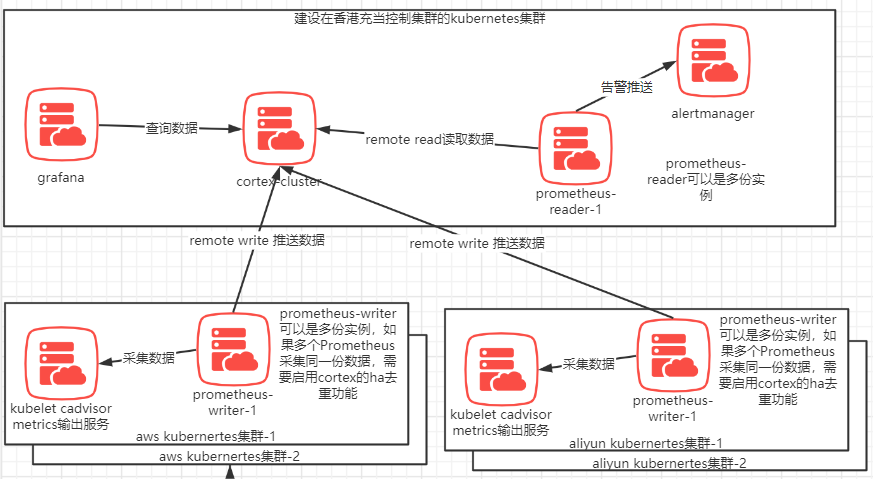 建设在香港充当控制集群的kubernetes集群
告警推送
alertmanager
查询数据
remote read读取数据
grafana
cortex-cluster
prometheus-
reader-1
prometheus-
reader可以是多份实
例
remote write 推送数据
remote write 推送数据
prometheus-writer
可以是多份实例，如
果多个Prometheus
采集同一份数据，需
要启用cortex的ha去
重功能
采集数据
prometheus-
writer-1
kubelet cadvisor
metrics输出服务
aws kubernertes集群-1
aws kubernertes集群-2
prometheus-writer
可以是多份实例，如
果多个Prometheus
采集同一份数据，需
要启用cortex的ha去
重功能
采集数据
prometheus-
writer-1
kubelet cadvisor
metrics输出服务
aliyun kubernertes集群-1
aliyun kubernertes集群-2